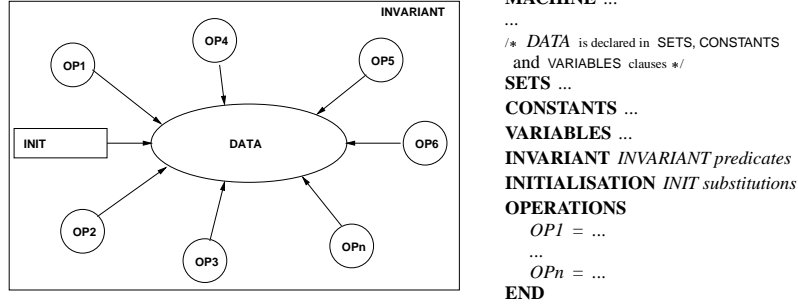 INVARIANT
OP4
OP1
OP5
INIT
DATA
OP6
OP2
OP3
OPn
MACHINE ...
...
/* DATA is declared in SETS, CONSTANTS
and VARIABLES clauses */
SETS ...
CONSTANTS ...
VARIABLES ...
INVARIANT INVARIANT predicates
INITIALISATION INIT substitutions
OPERATIONS
OP1 = ...
...
OPn = ...
END